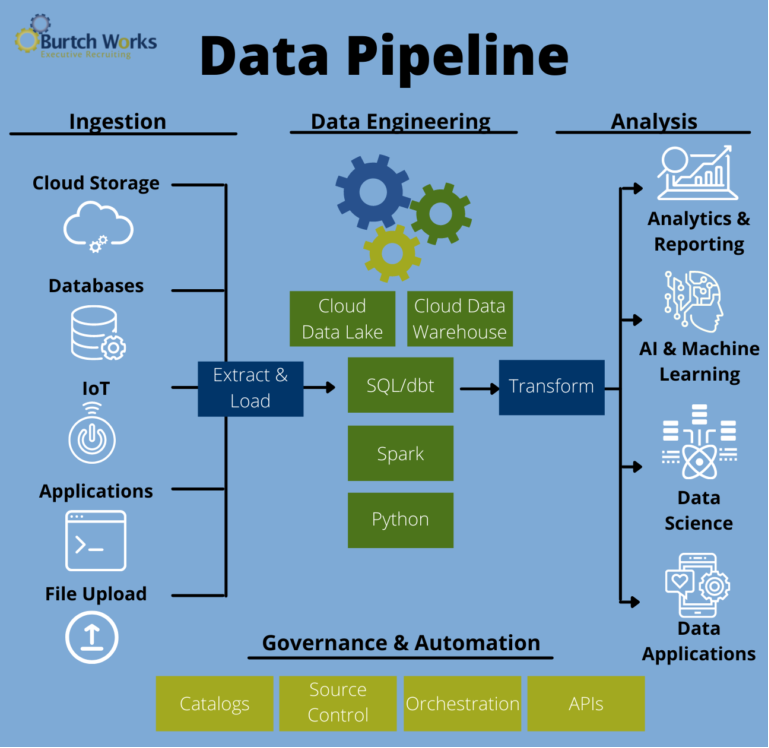 Burtch Works
Executive Recruiting
Data Pipeline
Ingestion
Data Engineering
Analysis
Cloud Storage
Databases
IoT
Applications
File Upload
Extract &
Load
Cloud
Data Lake
Cloud Data
Warehouse
SQL/dbt
Spark
Python
Transform
Analytics &
Reporting
AI & Machine
Learning
Data
Science
Data
Applications
Governance & Automation
Catalogs
Source
Control
Orchestration
APIs